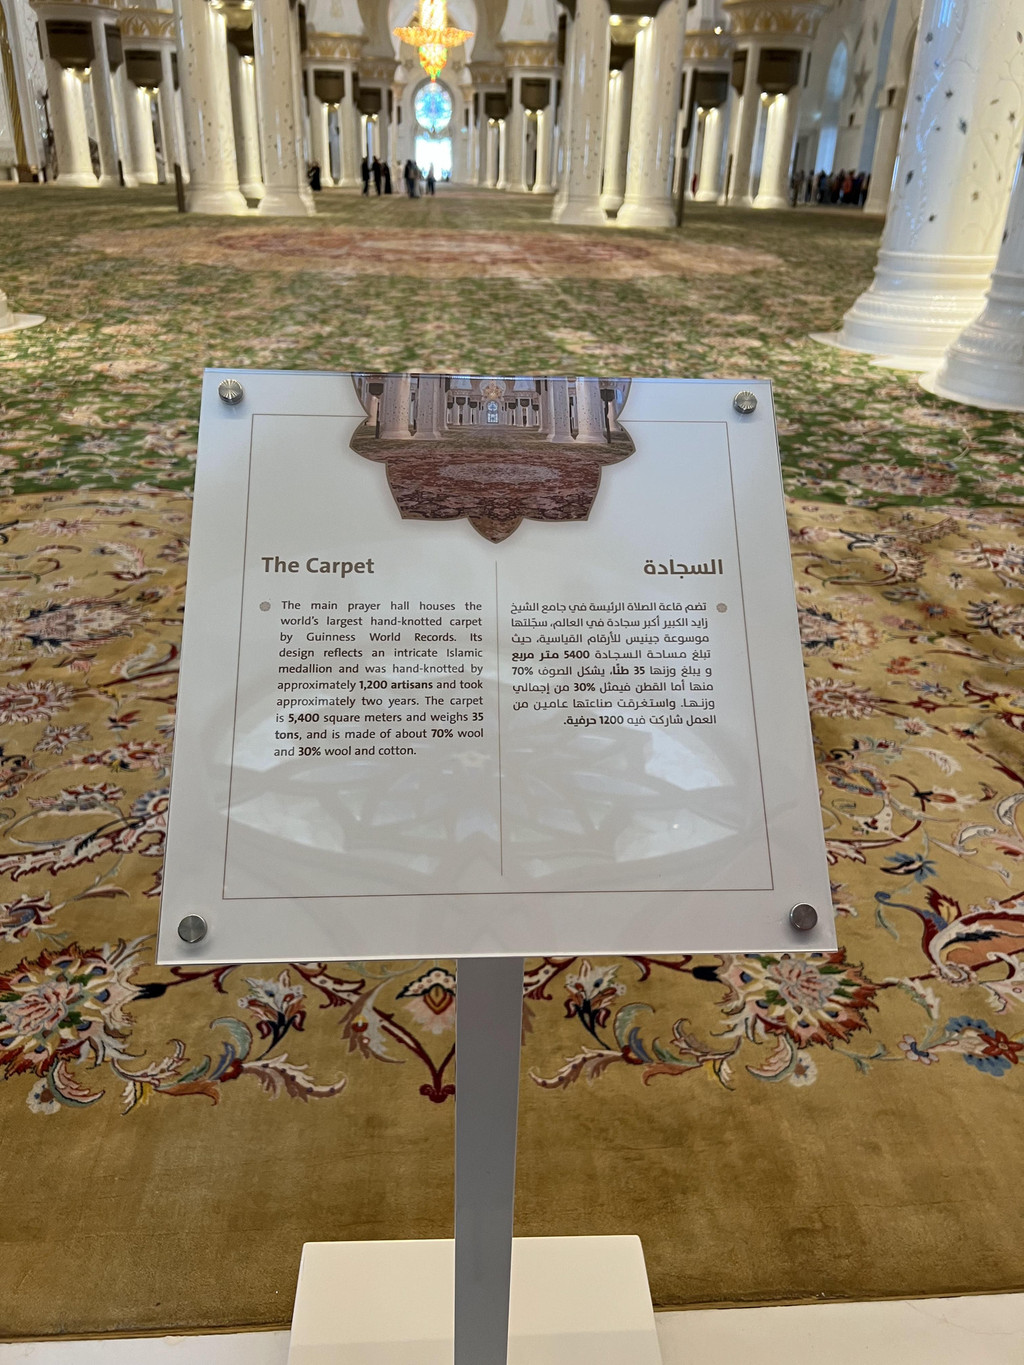 The Carpet
The main prayer hall houses the
world's largest hand-knotted carpet
by Guinness World Records. Its
design reflects an intricate Islamic
medallion and was hand-knotted by
approximately 1,200 artisans and took
approximately two years. The carpet
is 5,400 square meters and weighs 35
tons, and is made of about 70% wool
and 30% wool and cotton.
السجادة
تضم قاعة الصلاة الرئيسة في جامع الشيخ
زايد الكبير أكبر سجادة في العالم، سجّلتها
موسوعة جينيس للأرقام القياسية، حيث
تبلغ مساحة السجادة 5400 متر مربع
و يبلغ وزنها 35 طنًا، يشكل الصوف 70%
منها أما القطن فيمثل 30% من إجمالي
وزنها. واستغرقت صناعتها عامين من
العمل شاركت فيه 1200 حرفية.